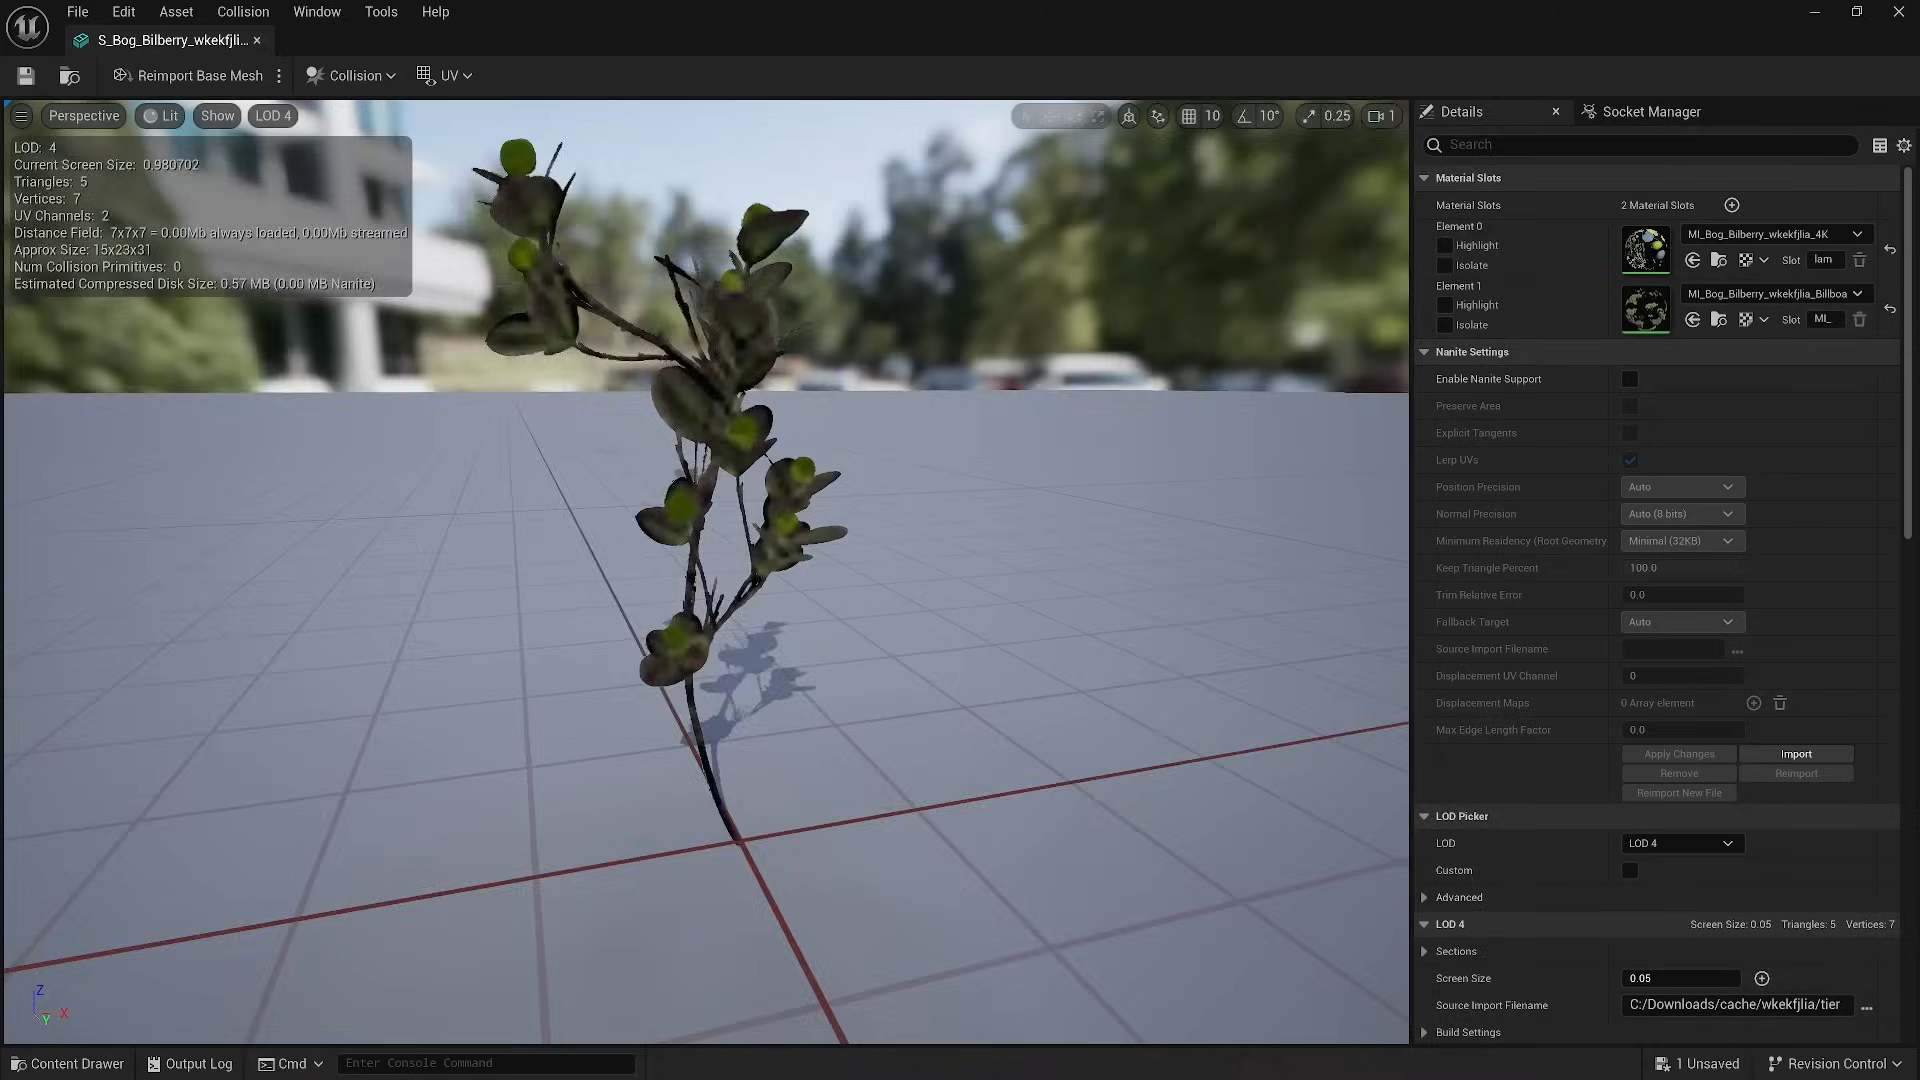 File Edit Asset Collision Window Tools Help
S_Bog_Bilberry_wkekfjli...
Reimport Base Mesh Collision UV
Perspective Lit Show LOD 4 10 10° 0.25 1
LOD: 4
Current Screen Size: 0.980702
Triangles: 5
Vertices: 7
UV Channels: 2
Distance Field: 7x7x7 = 0.00Mb always loaded, 0.00Mb streamed
Approx Size: 15x23x31
Num Collision Primitives: 0
Estimated Compressed Disk Size: 0.57 MB (0.00 MB Nanite)
Z
X
Y
Details Socket Manager
Search
Material Slots
Material Slots 2 Material Slots
Element 0 MI_Bog_Bilberry_wkekfjlia_4K
Highlight
Isolate Slot lam
Element 1 MI_Bog_Bilberry_wkekfjlia_Billboa
Highlight
Isolate Slot MI_
Nanite Settings
Enable Nanite Support
Preserve Area
Explicit Tangents
Lerp UVs
Position Precision Auto
Normal Precision Auto (8 bits)
Minimum Residency (Root Geometry Minimal (32KB)
Keep Triangle Percent 100.0
Trim Relative Error 0.0
Fallback Target Auto
Source Import Filename ...
Displacement UV Channel 0
Displacement Maps 0 Array element
Max Edge Length Factor 0.0
Apply Changes Import
Remove Reimport
Reimport New File
LOD Picker
LOD LOD 4
Custom
Advanced
LOD 4 Screen Size: 0.05 Triangles: 5 Vertices: 7
Sections
Screen Size 0.05
Source Import Filename C:/Downloads/cache/wkekfjlia/tier ...
Build Settings
Content Drawer Output Log Cmd Enter Console Command 1 Unsaved Revision Control